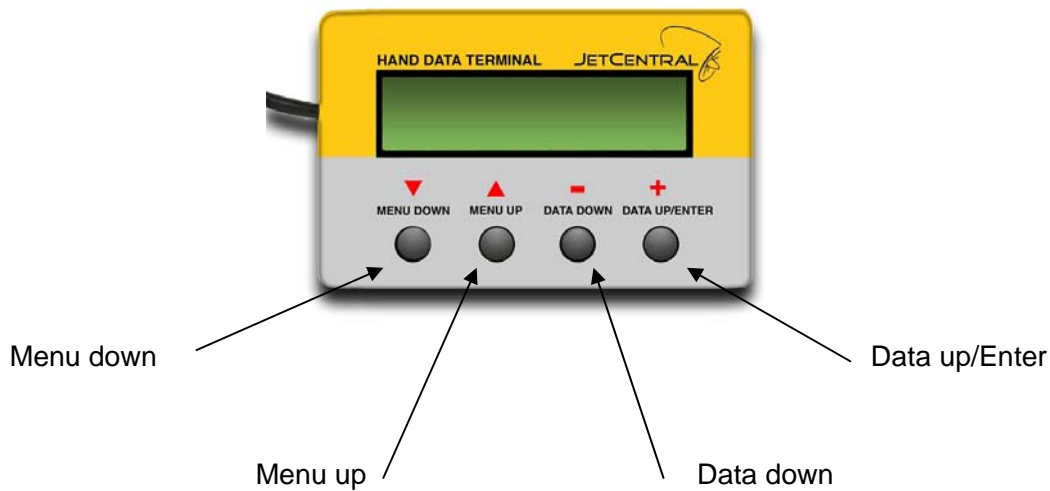 HAND DATA TERMINAL JETCENTRAL
MENU DOWN MENU UP DATA DOWN DATA UP/ENTER
Menu down Data up/Enter
Menu up Data down